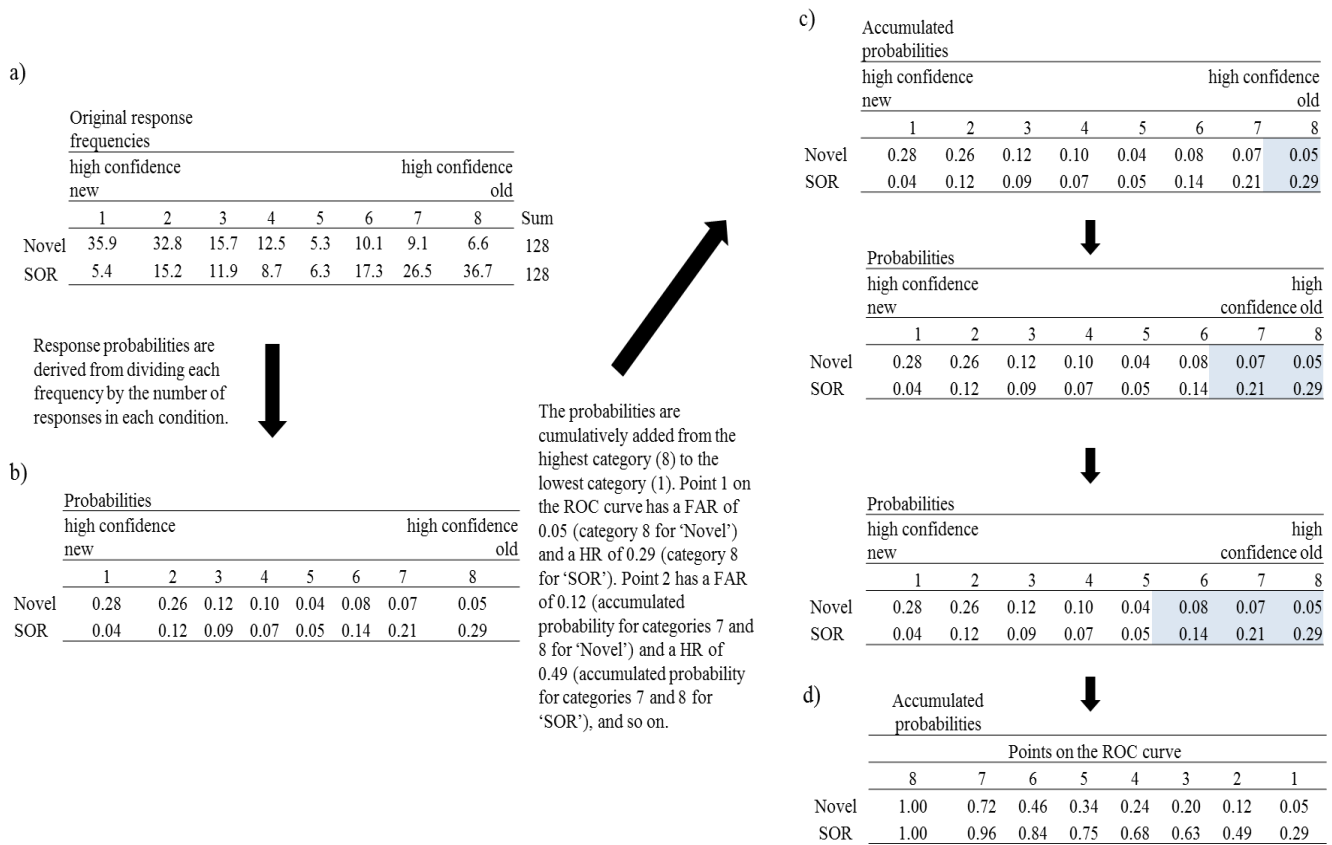 a)
Original response
frequencies
high confidence high confidence
new old
1 2 3 4 5 6 7 8 Sum
Novel 35.9 32.8 15.7 12.5 5.3 10.1 9.1 6.6 128
SOR 5.4 15.2 11.9 8.7 6.3 17.3 26.5 36.7 128
Response probabilities are
derived from dividing each
frequency by the number of
responses in each condition.
b)
Probabilities
high confidence high confidence
new old
1 2 3 4 5 6 7 8
Novel 0.28 0.26 0.12 0.10 0.04 0.08 0.07 0.05
SOR 0.04 0.12 0.09 0.07 0.05 0.14 0.21 0.29
The probabilities are
cumulatively added from the
highest category (8) to the
lowest category (1). Point 1 on
the ROC curve has a FAR of
0.05 (category 8 for ‘Novel’)
and a HR of 0.29 (category 8
for ‘SOR’). Point 2 has a FAR
of 0.12 (accumulated
probability for categories 7 and
8 for ‘Novel’) and a HR of
0.49 (accumulated probability
for categories 7 and 8 for
‘SOR’), and so on.
c)
Accumulated
probabilities
high confidence high confidence
new old
1 2 3 4 5 6 7 8
Novel 0.28 0.26 0.12 0.10 0.04 0.08 0.07 0.05
SOR 0.04 0.12 0.09 0.07 0.05 0.14 0.21 0.29
Probabilities
high confidence high
new confidence old
1 2 3 4 5 6 7 8
Novel 0.28 0.26 0.12 0.10 0.04 0.08 0.07 0.05
SOR 0.04 0.12 0.09 0.07 0.05 0.14 0.21 0.29
Probabilities
high confidence high
new confidence old
1 2 3 4 5 6 7 8
Novel 0.28 0.26 0.12 0.10 0.04 0.08 0.07 0.05
SOR 0.04 0.12 0.09 0.07 0.05 0.14 0.21 0.29
d)
Accumulated
probabilities
Points on the ROC curve
8 7 6 5 4 3 2 1
Novel 1.00 0.72 0.46 0.34 0.24 0.20 0.12 0.05
SOR 1.00 0.96 0.84 0.75 0.68 0.63 0.49 0.29